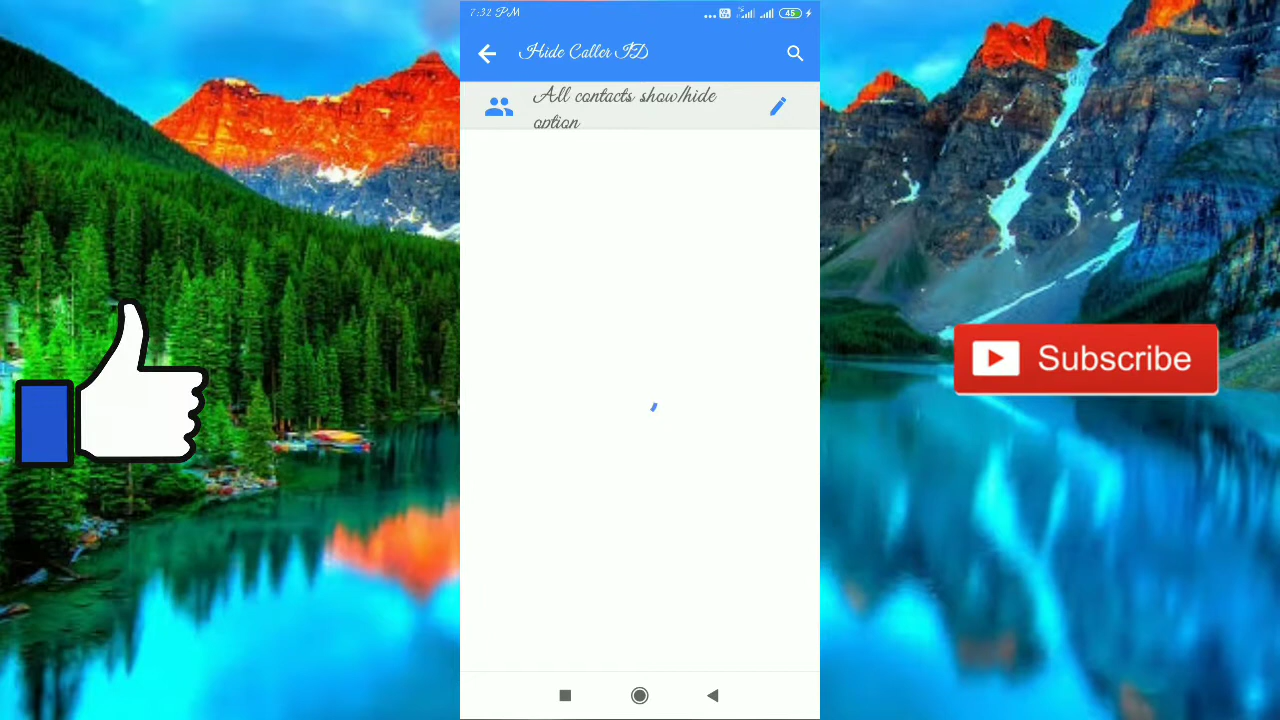 7:32 PM
45
Hide Caller ID
All contacts show/hide
option
Subscribe